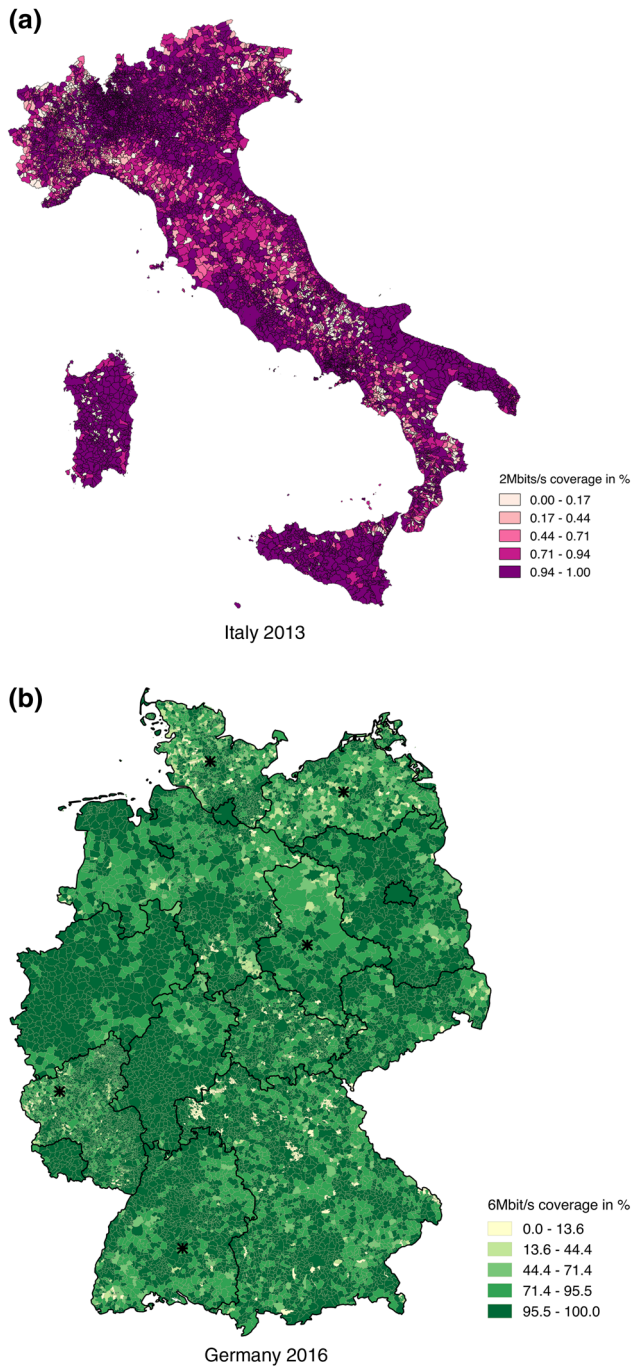 (a)
2Mbits/s coverage in %
0.00 - 0.17
0.17 - 0.44
0.44 - 0.71
0.71 - 0.94
0.94 - 1.00
Italy 2013
(b)
6Mbit/s coverage in %
0.0 - 13.6
13.6 - 44.4
44.4 - 71.4
71.4 - 95.5
95.5 - 100.0
Germany 2016